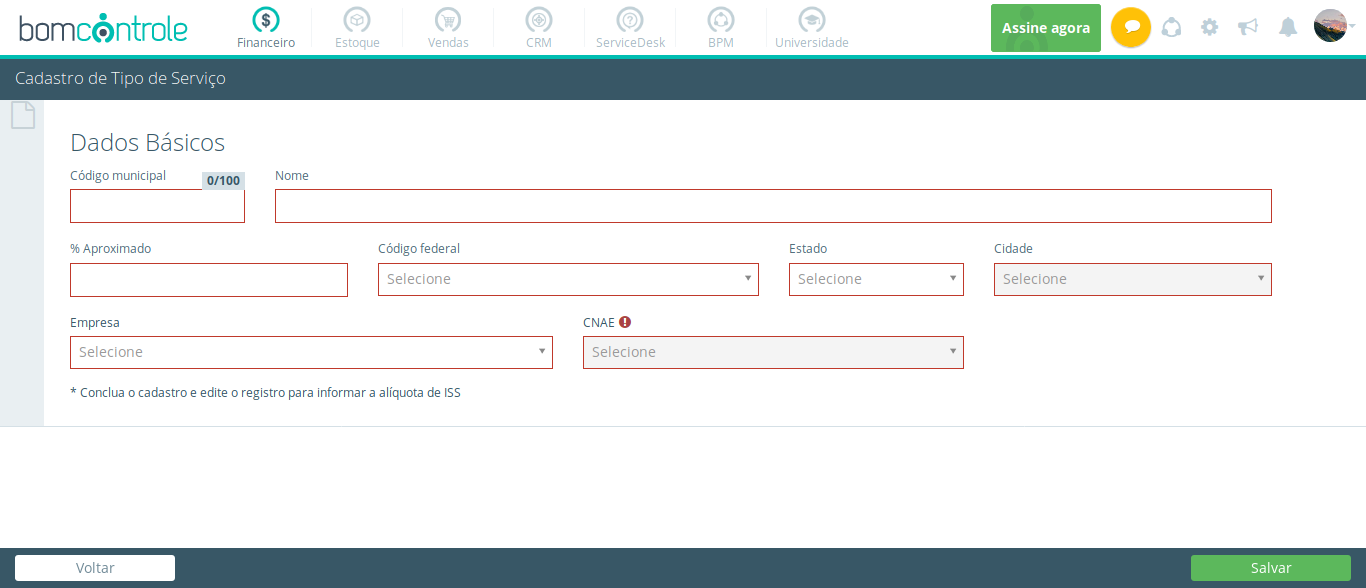 bomcontrole
Financeiro
Estoque
Vendas
CRM
ServiceDesk
BPM
Universidade
Assine agora
Cadastro de Tipo de Serviço
Dados Básicos
Código municipal 0/100 Nome
% Aproximado Código federal Estado Cidade
Selecione Selecione Selecione
Empresa CNAE
Selecione Selecione
* Conclua o cadastro e edite o registro para informar a alíquota de ISS
Voltar Salvar